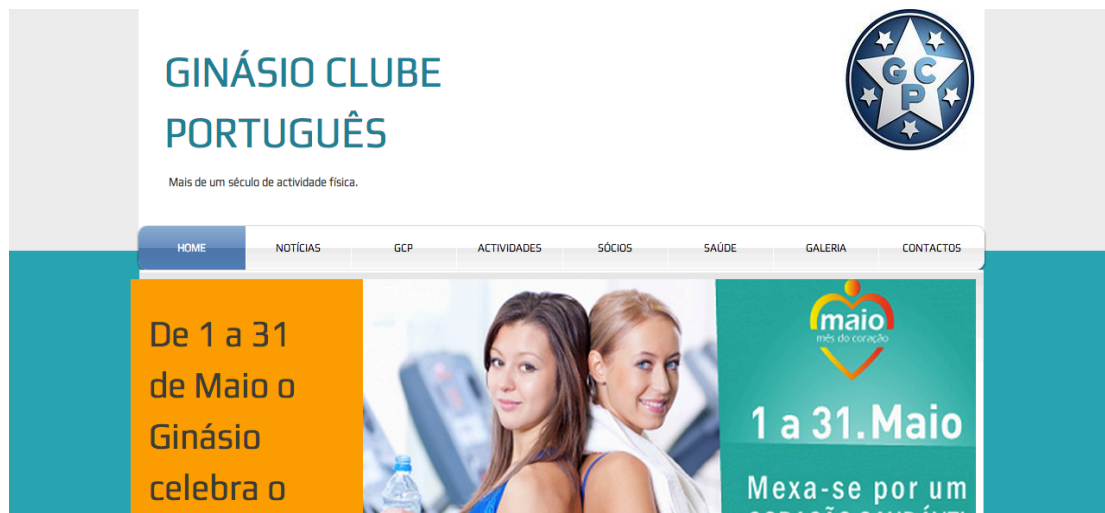 GINÁSIO CLUBE
PORTUGUÊS
G C
P
Mais de um século de actividade física.
HOME NOTÍCIAS GCP ACTIVIDADES SÓCIOS SAÚDE GALERIA CONTACTOS
De 1 a 31
de Maio o
Ginásio
celebra o
maio
mês do coração
1 a 31.Maio
Mexa-se por um